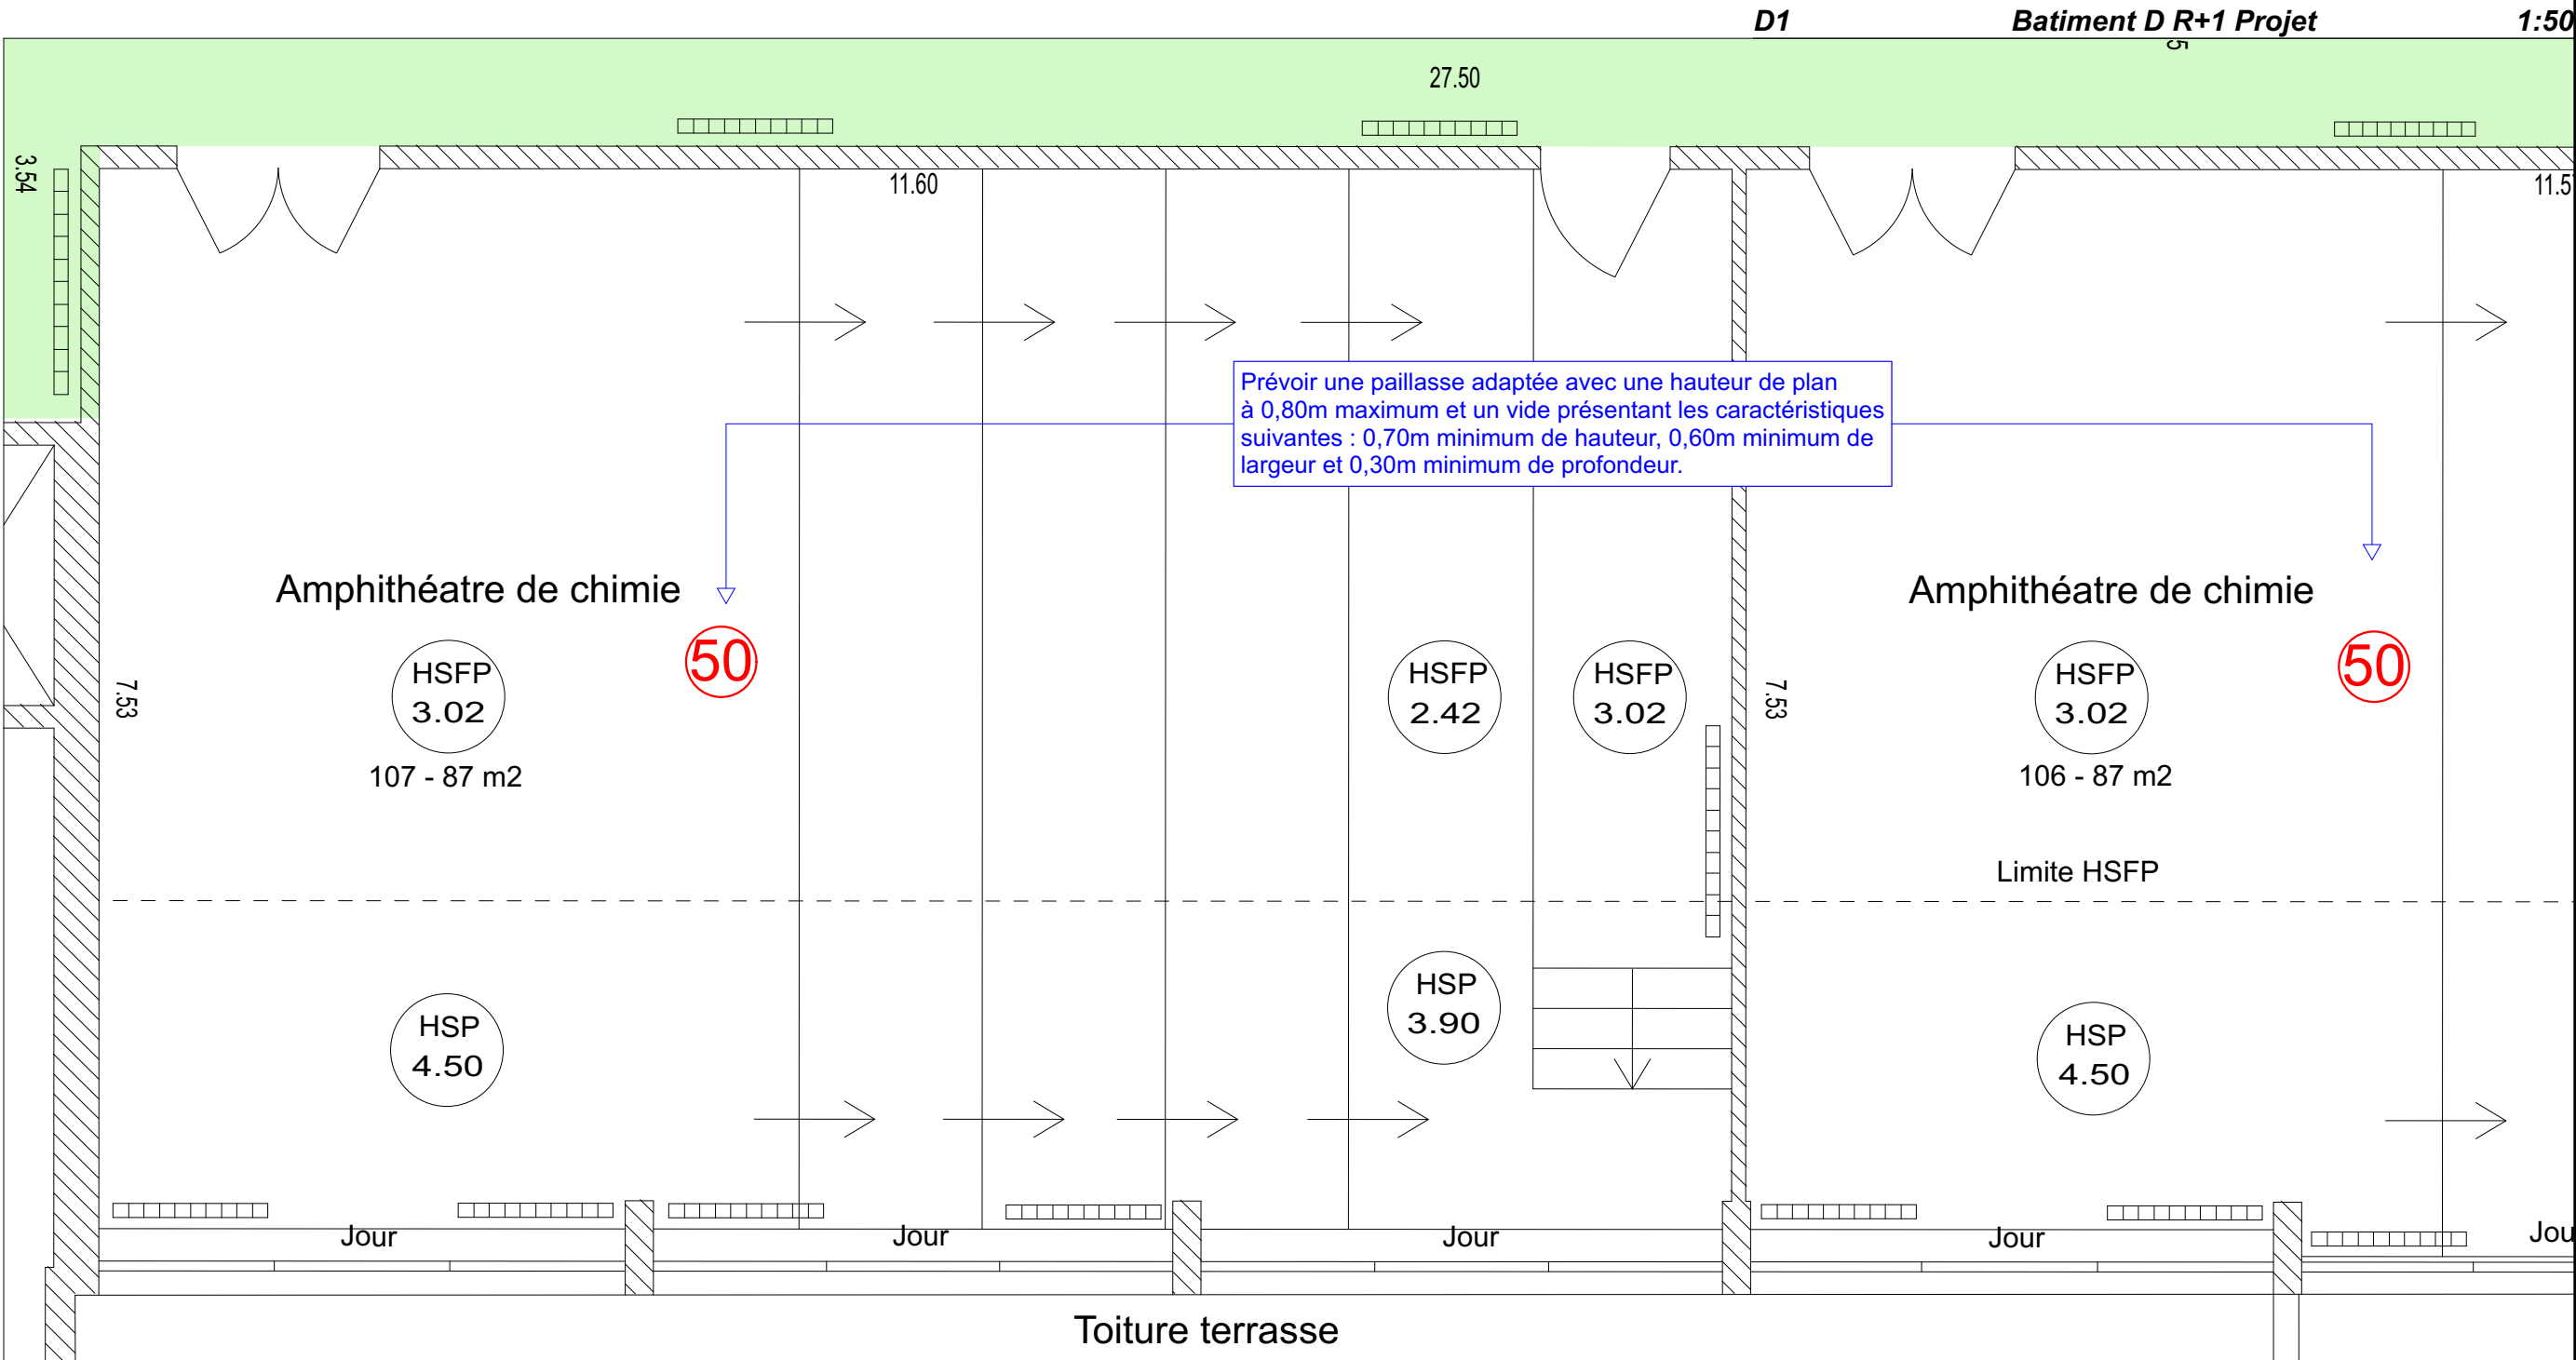 D1 Batiment D R+1 Projet 1:50
5
27.50
3.54
11.60
11.5
Prévoir une paillasse adaptée avec une hauteur de plan
à 0,80m maximum et un vide présentant les caractéristiques
suivantes : 0,70m minimum de hauteur, 0,60m minimum de
largeur et 0,30m minimum de profondeur.
Amphithéatre de chimie
50
HSFP
3.02
107 - 87 m2
7.53
HSFP
2.42
HSFP
3.02
Amphithéatre de chimie
50
HSFP
3.02
106 - 87 m2
7.53
Limite HSFP
HSP
4.50
HSP
3.90
HSP
4.50
Jour
Jour
Jour
Jour
Jou
Toiture terrasse